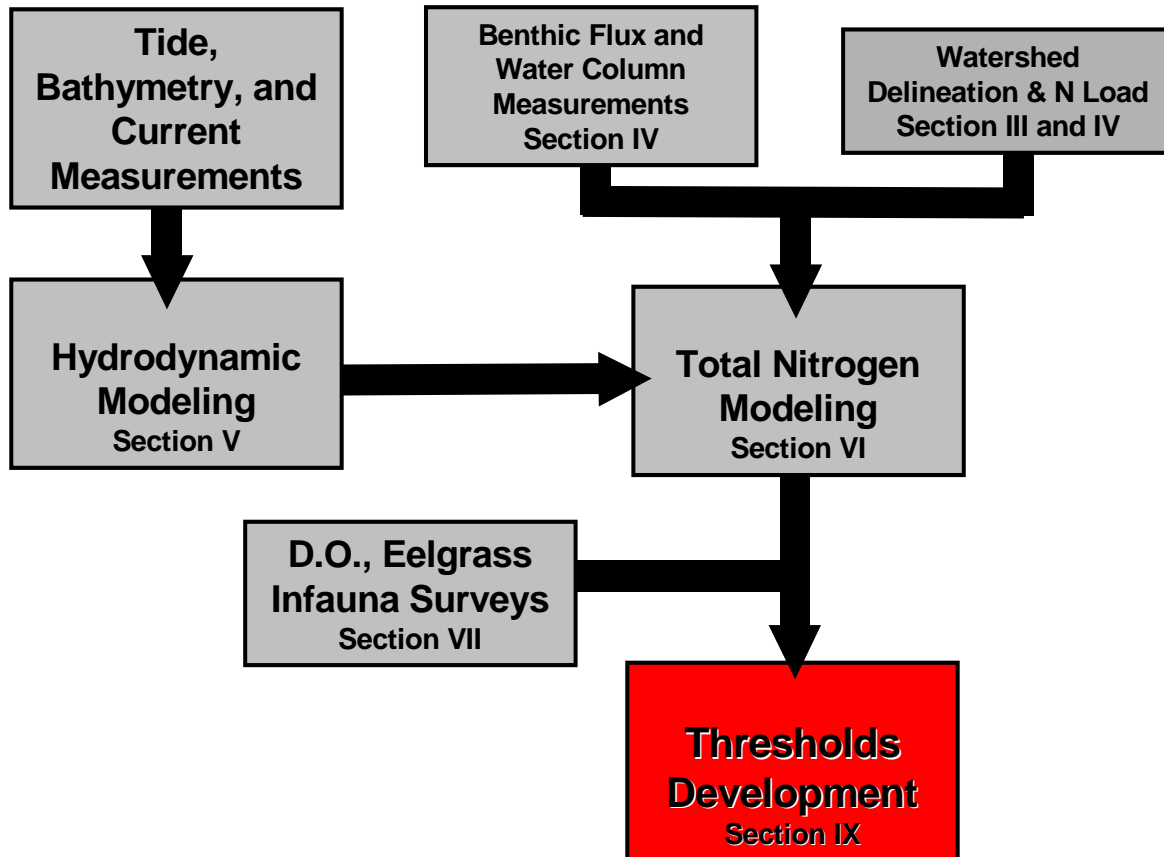 Tide,
Bathymetry, and
Current
Measurements
Benthic Flux and
Water Column
Measurements
Section IV
Watershed
Delineation & N Load
Section III and IV
Hydrodynamic
Modeling
Section V
Total Nitrogen
Modeling
Section VI
D.O., Eelgrass
Infauna Surveys
Section VII
Thresholds
Development
Section IX